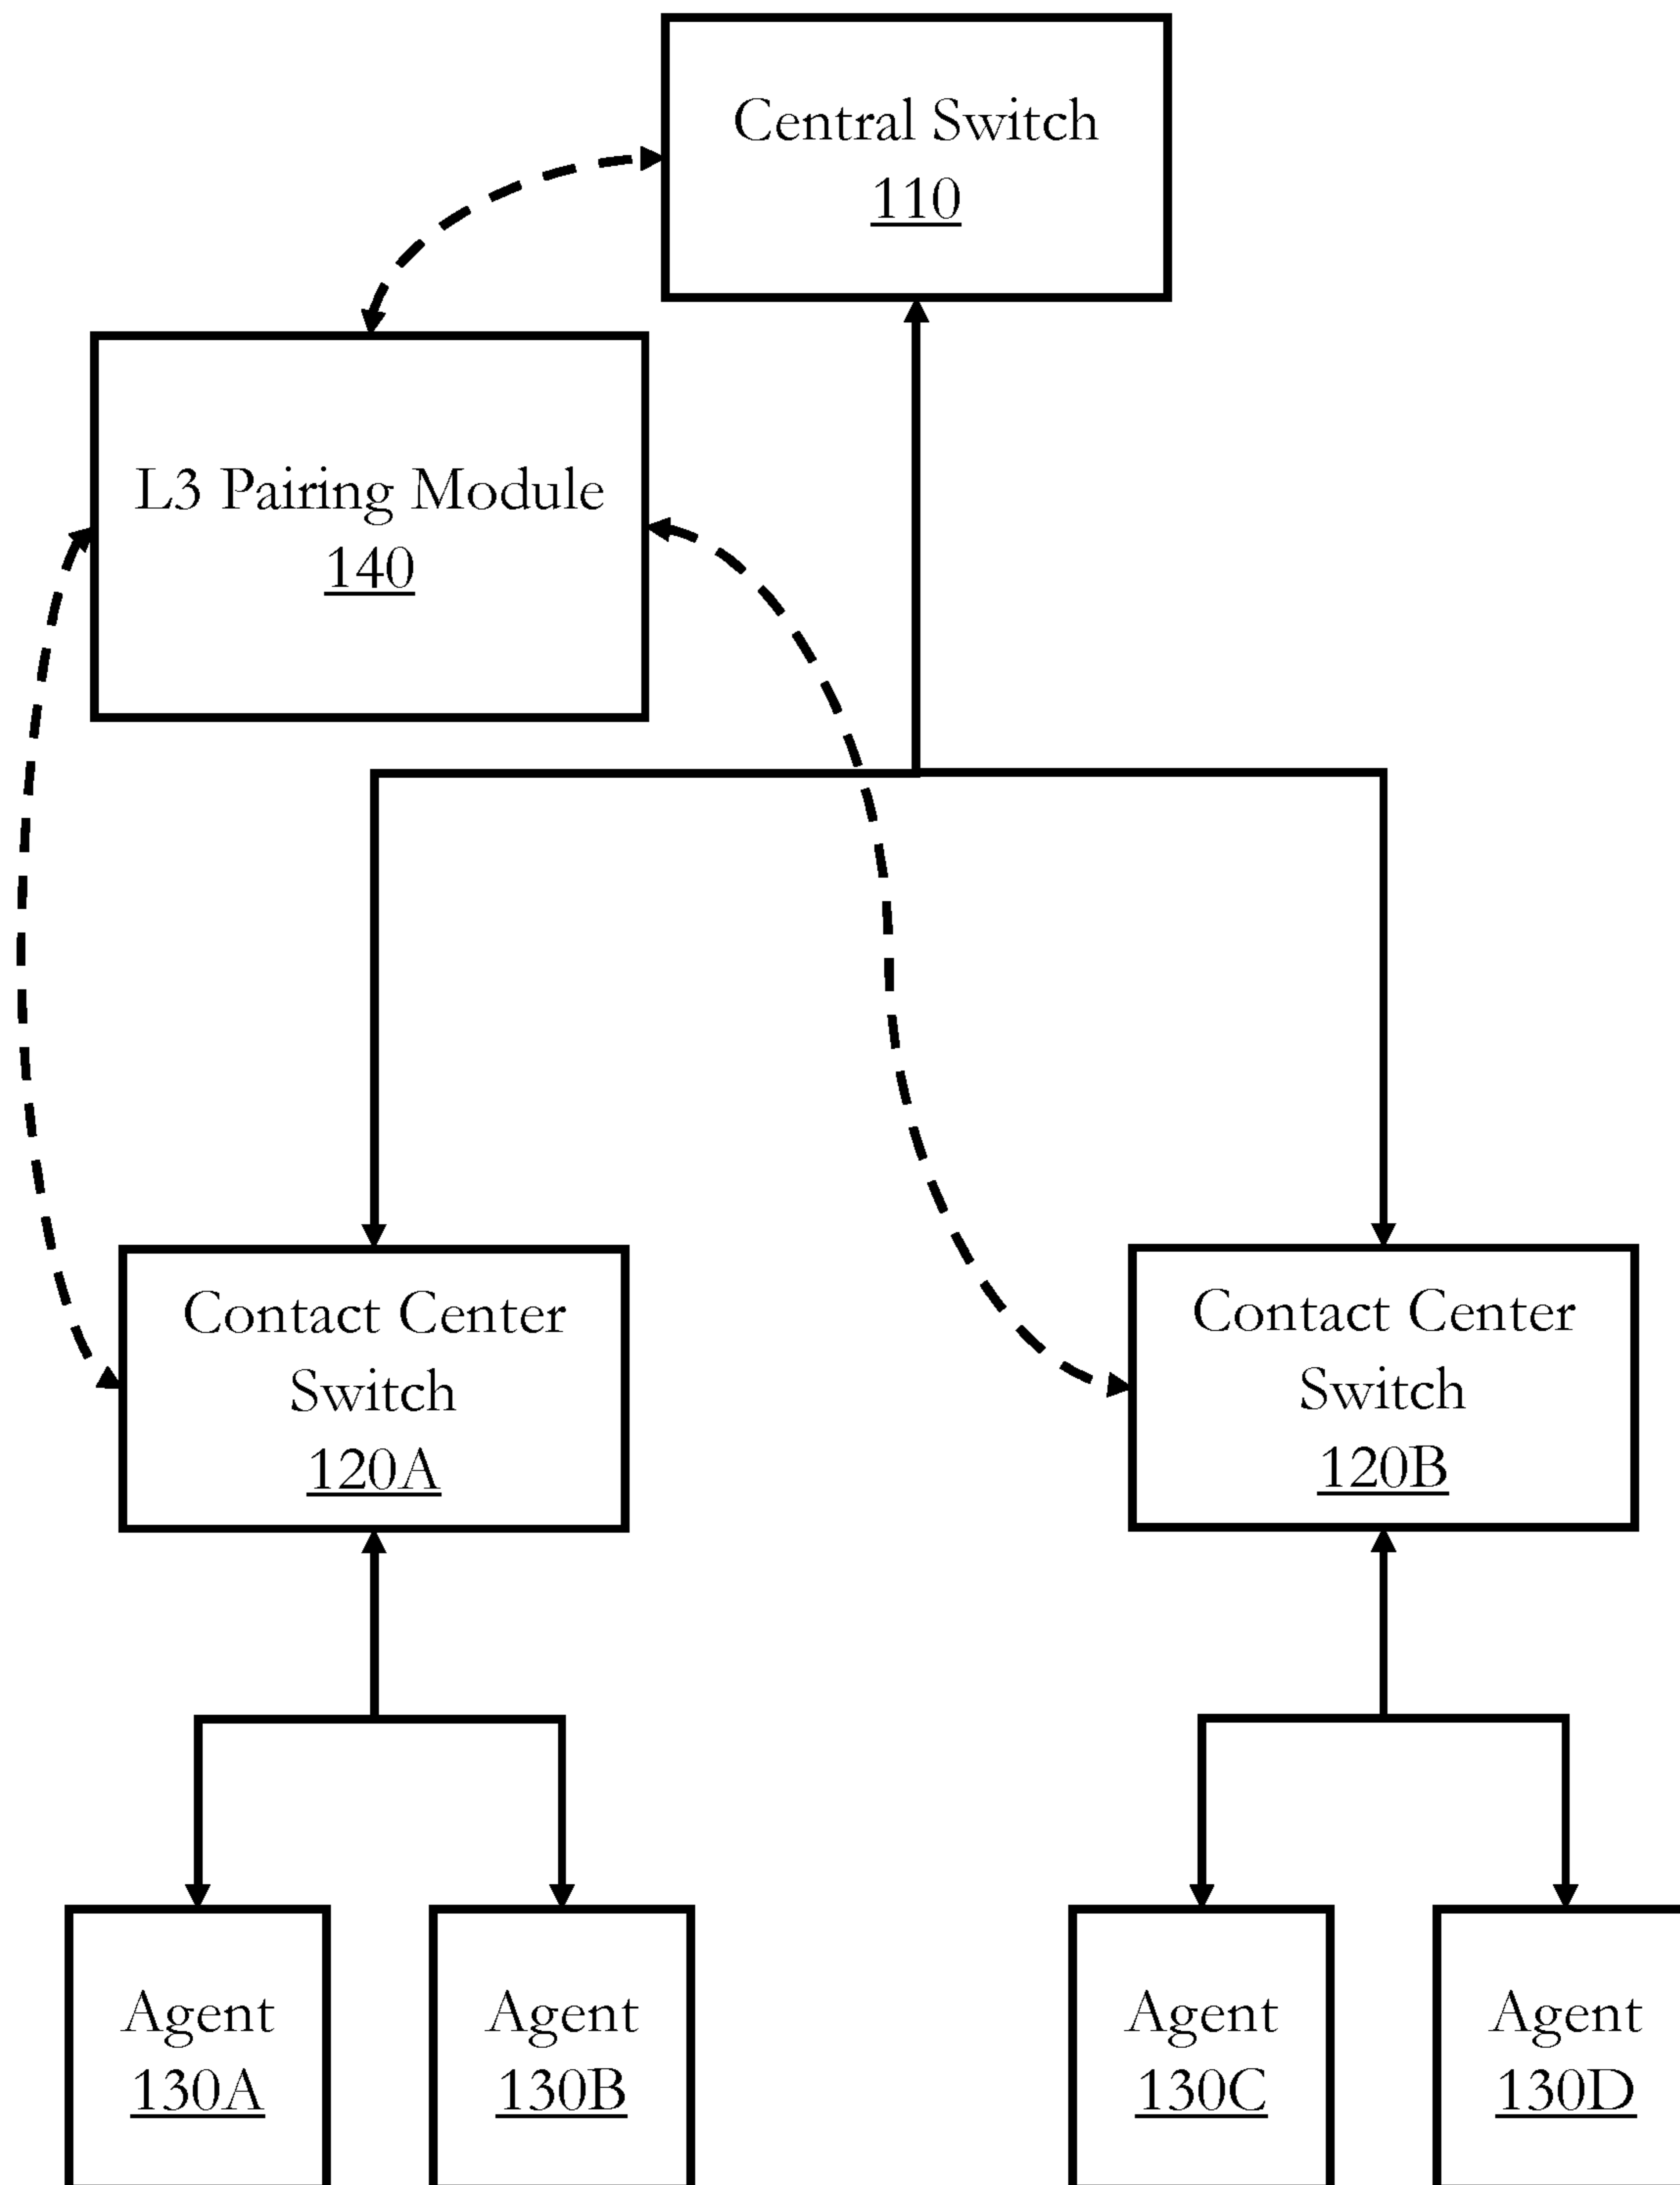 Central Switch
110
L3 Pairing Module
140
Contact Center
Switch
120A
Contact Center
Switch
120B
Agent
130A
Agent
130B
Agent
130C
Agent
130D